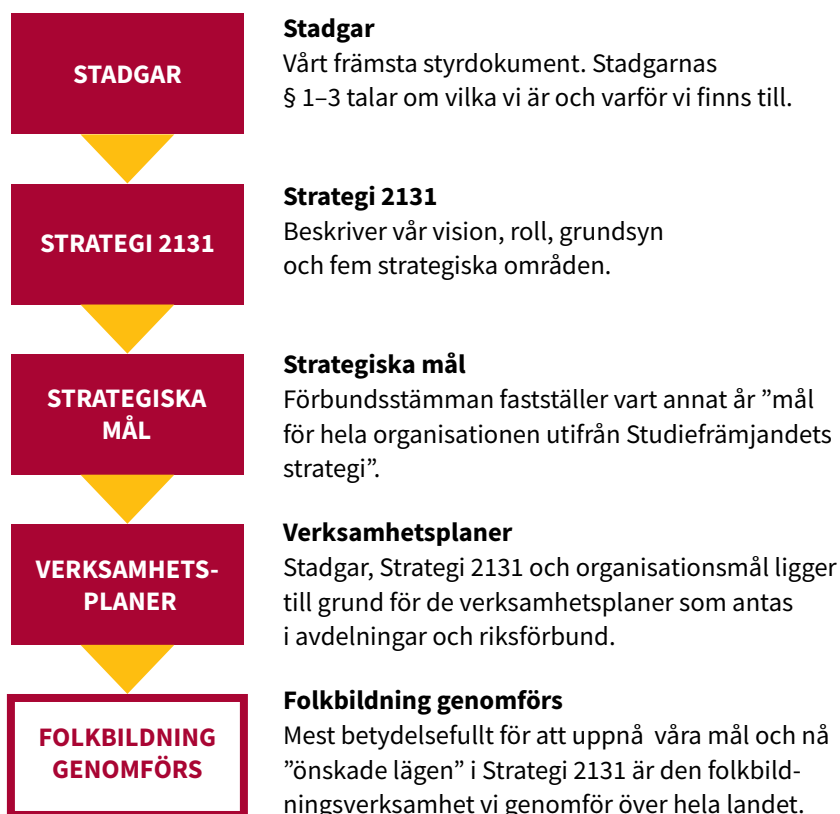 STADGAR
Stadgar
Vårt främsta styrdokument. Stadgarnas
§ 1–3 talar om vilka vi är och varför vi finns till.
STRATEGI 2131
Strategi 2131
Beskriver vår vision, roll, grundsyn
och fem strategiska områden.
STRATEGISKA
MÅL
Strategiska mål
Förbundsstämman fastställer vart annat år ”mål
för hela organisationen utifrån Studiefrämjandets
strategi”.
VERKSAMHETS-
PLANER
Verksamhetsplaner
Stadgar, Strategi 2131 och organisationsmål ligger
till grund för de verksamhetsplaner som antas
i avdelningar och riksförbund.
FOLKBILDNING
GENOMFÖRS
Folkbildning genomförs
Mest betydelsefullt för att uppnå  våra mål och nå
”önskade lägen” i Strategi 2131 är den folkbild-
ningsverksamhet vi genomför över hela landet.